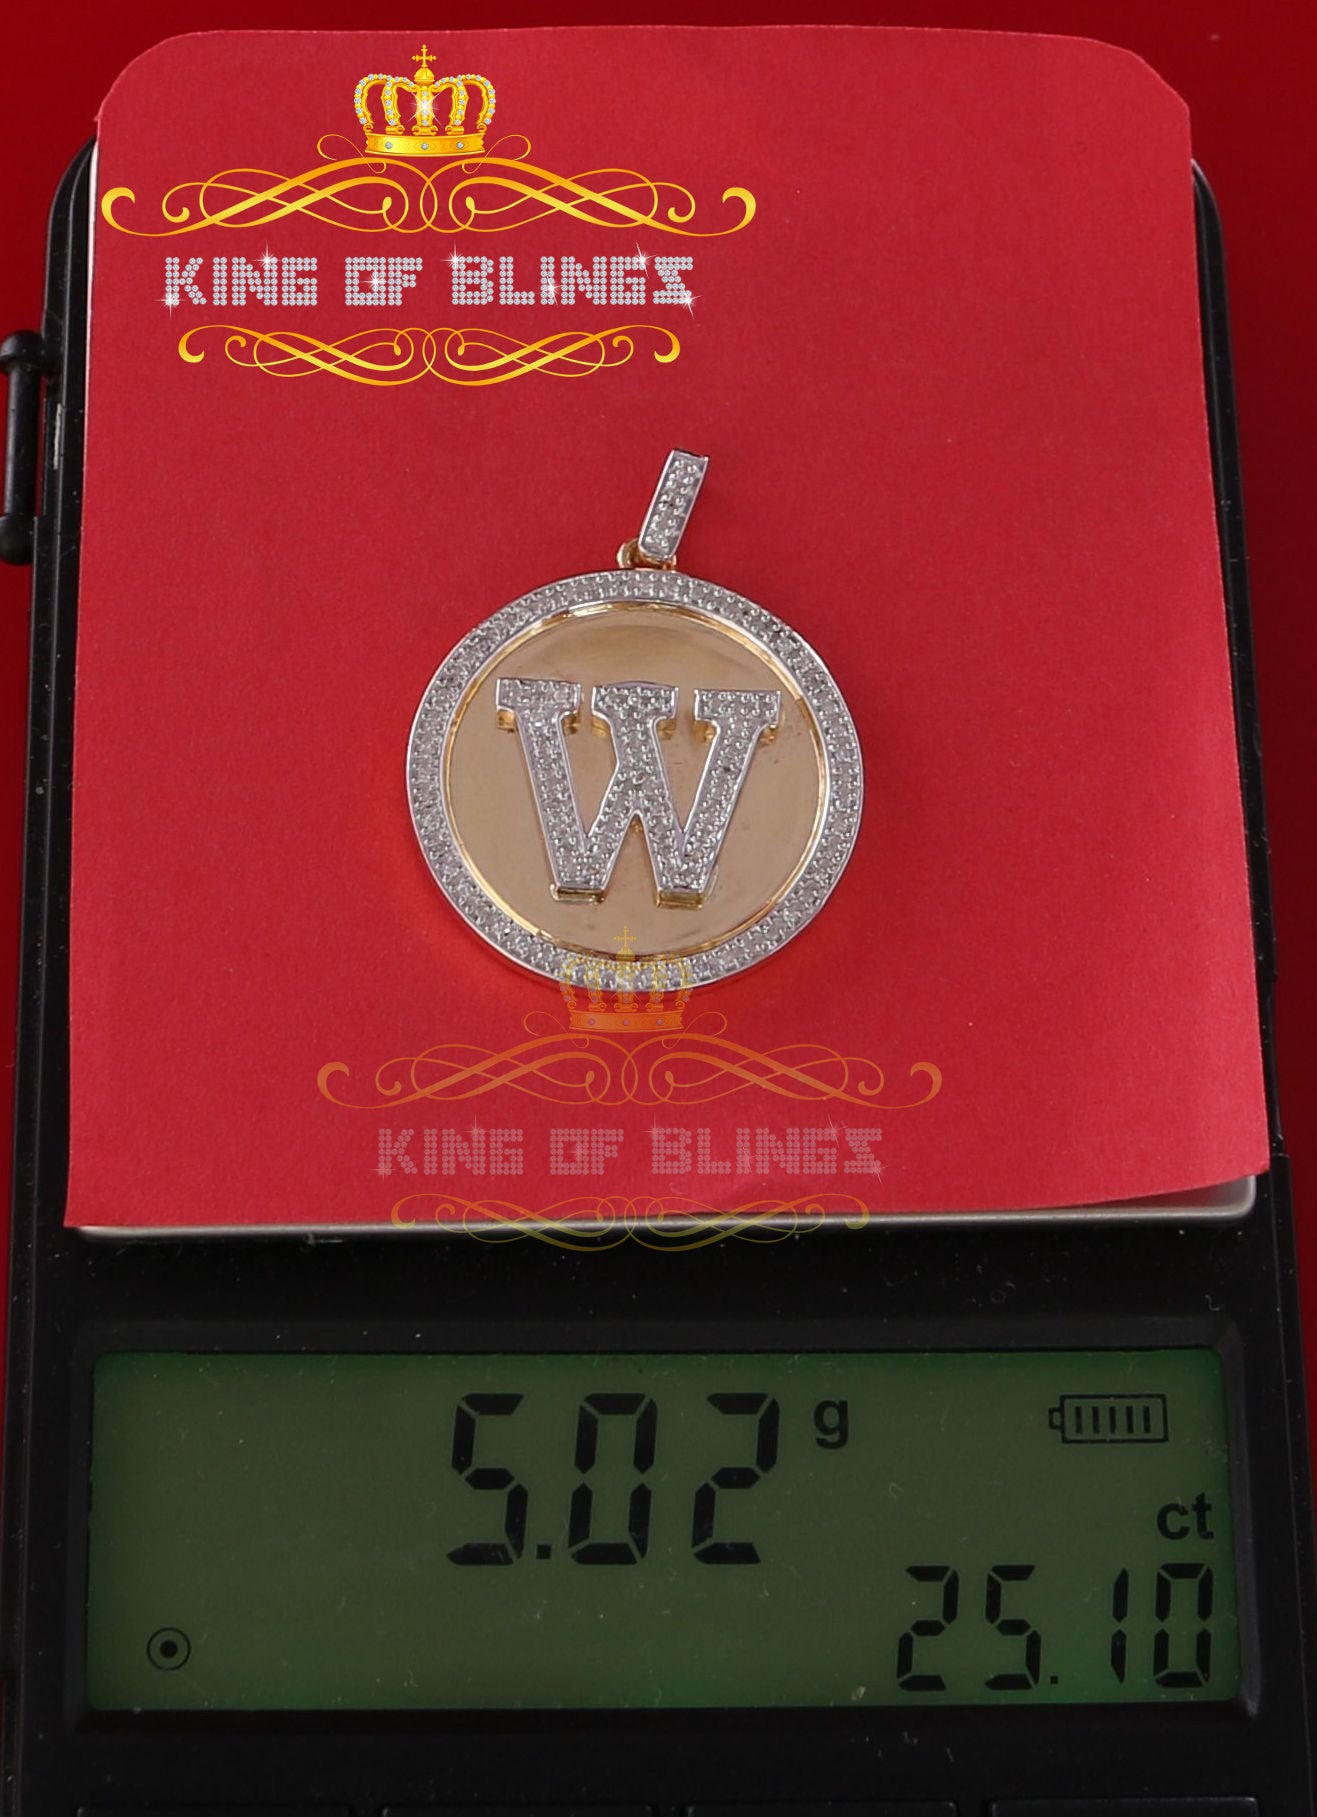 KING OF BLINGS
W
KING OF BLINGS
5.02 g
ct
25.10